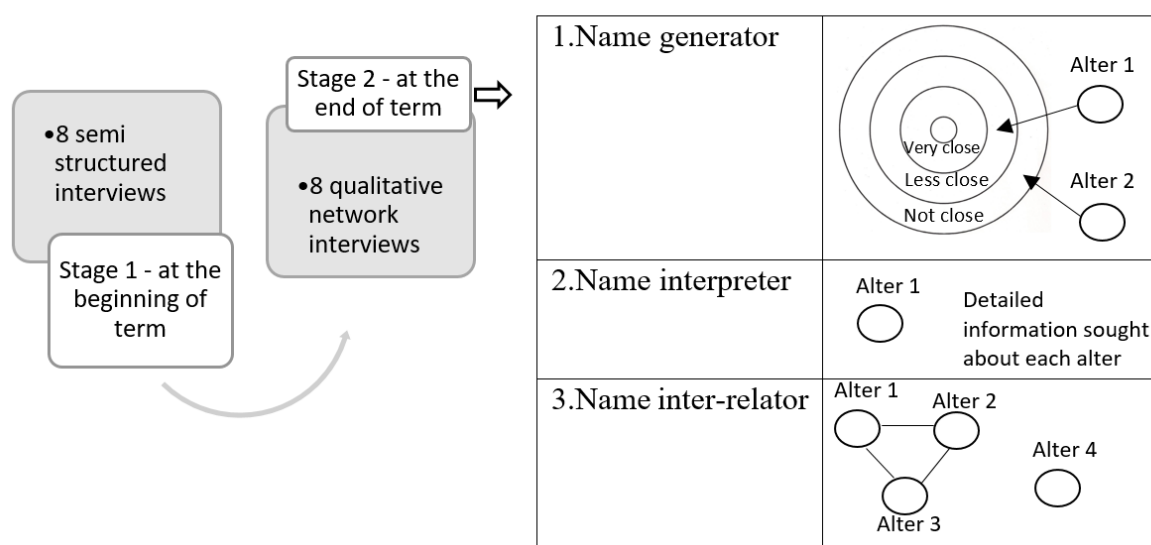 •8 semi
structured
interviews
Stage 1 - at the
beginning of
term
Stage 2 - at the
end of term
•8 qualitative
network
interviews
1.Name generator
Alter 1
Very close
Less close
Not close
Alter 2
2.Name interpreter
Alter 1
Detailed
information sought
about each alter
3.Name inter-relator
Alter 1
Alter 2
Alter 3
Alter 4